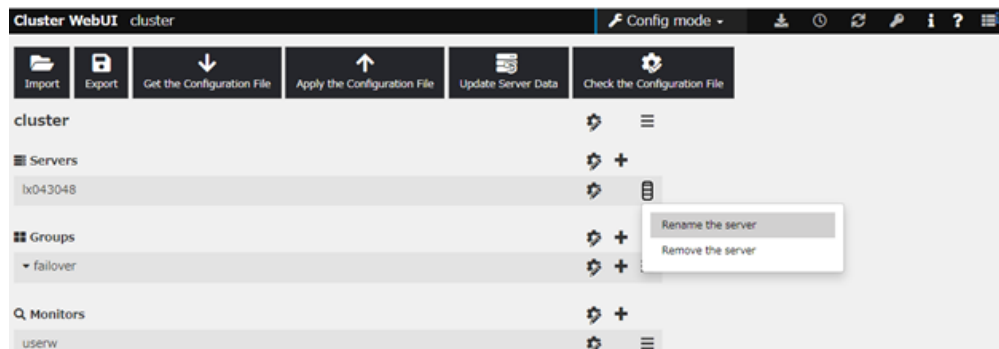 Cluster WebUI cluster Config mode
Import Export Get the Configuration File Apply the Configuration File Update Server Data Check the Configuration File
cluster
Servers
lx043048
Rename the server
Remove the server
Groups
failover
Monitors
userw